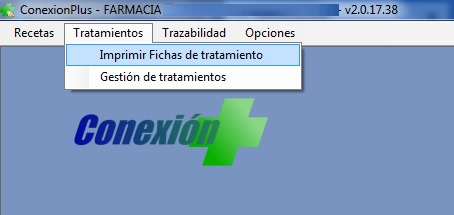 ConexionPlus - FARMACIA - v2.0.17.38
Recetas Tratamientos Trazabilidad Opciones
Imprimir Fichas de tratamiento
Gestión de tratamientos
Conexión